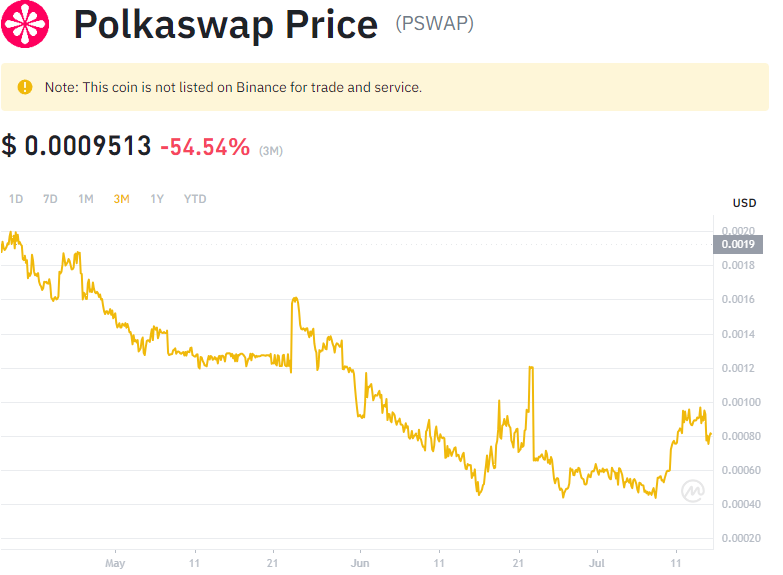 Polkaswap Price (PSWAP)
Note: This coin is not listed on Binance for trade and service.
$ 0.0009513 -54.54% (3M)
1D 7D 1M 3M 1Y YTD
USD
0.0020
0.0019
0.0018
0.0016
0.0014
0.0012
0.00100
0.00080
0.00060
0.00040
0.00020
May 11 21 Jun 11 21 Jul 11